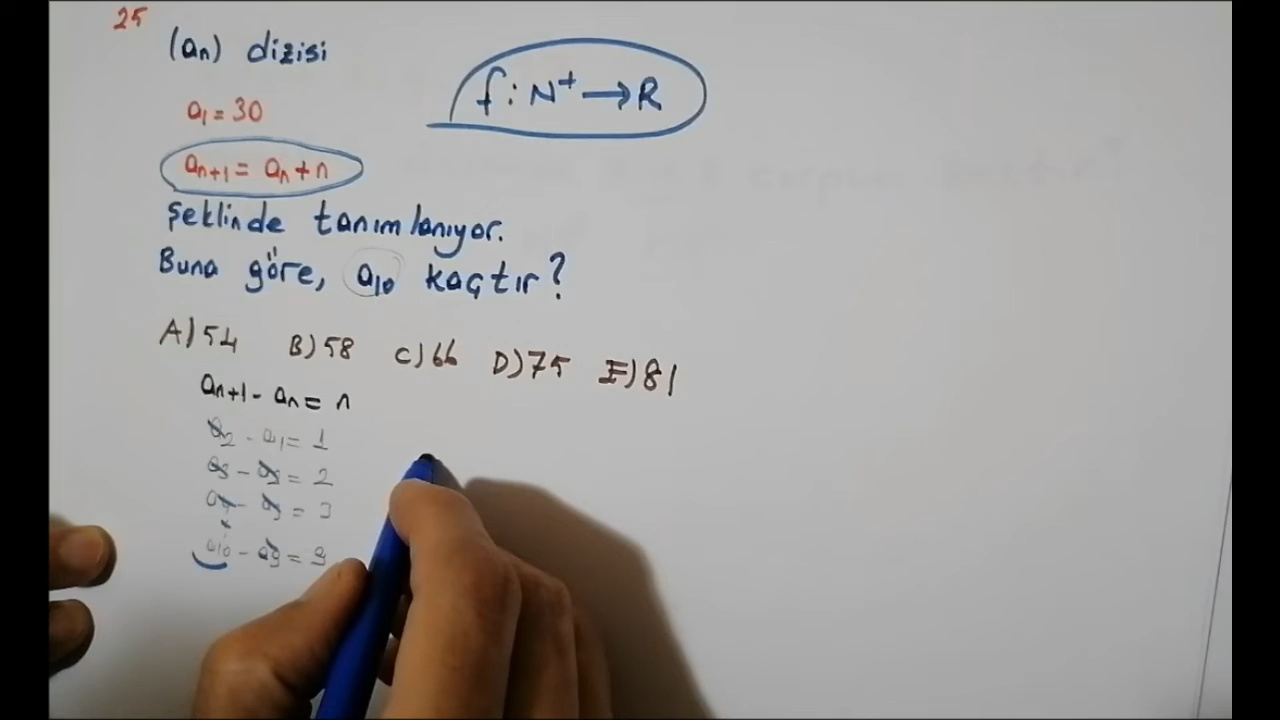 25
(an) dizisi
f: N⁺ → R
a₁ = 30
aₙ₊₁ = aₙ + n
şeklinde tanımlanıyor.
Buna göre, a₁₀ kaçtır?
A) 54 B) 58 C) 66 D) 75 E) 81
aₙ₊₁ - aₙ = n
a₂ - a₁ = 1
a₃ - a₂ = 2
a₄ - a₃ = 3
a₁₀ - a₉ = 9